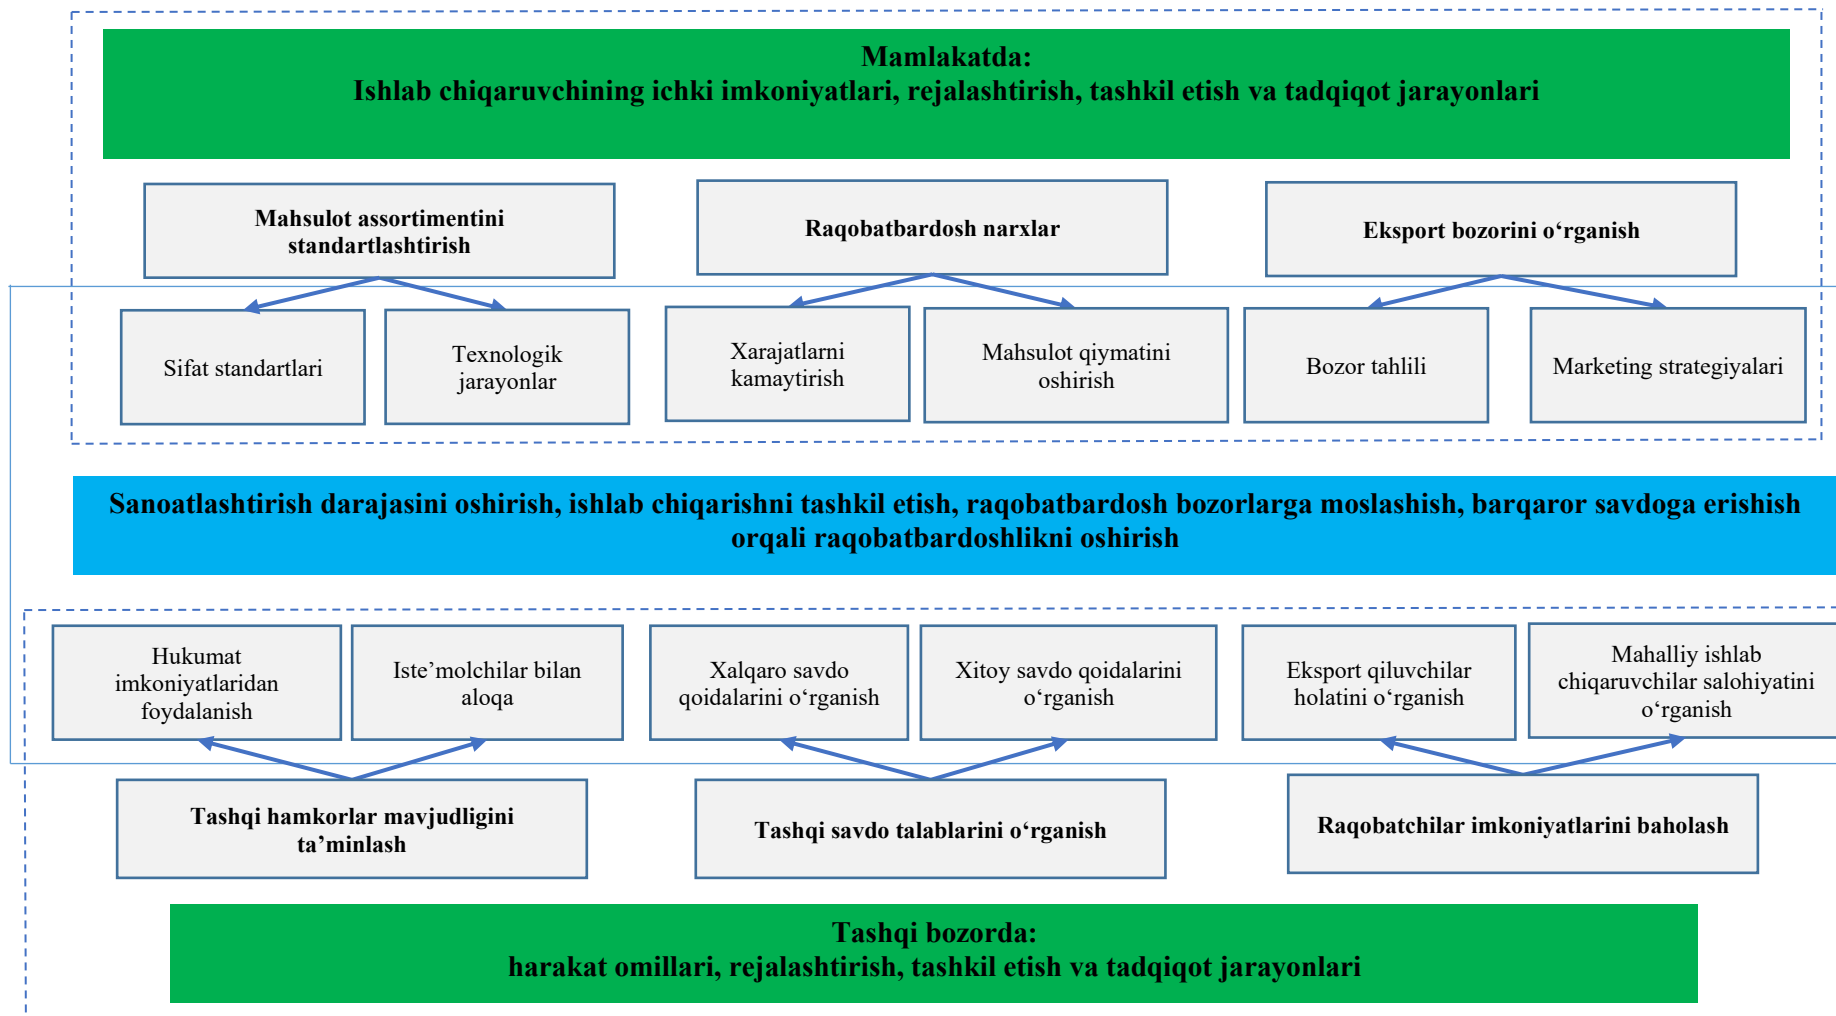 Mamlakatda:
Ishlab chiqaruvchining ichki imkoniyatlari, rejalashtirish, tashkil etish va tadqiqot jarayonlari
Mahsulot assortimentini
standartlashtirish
Raqobatbardosh narxlar
Eksport bozorini o‘rganish
Sifat standartlari
Texnologik
jarayonlar
Xarajatlarni
kamaytirish
Mahsulot qiymatini
oshirish
Bozor tahlili
Marketing strategiyalari
Sanoatlashtirish darajasini oshirish, ishlab chiqarishni tashkil etish, raqobatbardosh bozorlarga moslashish, barqaror savdoga erishish
orqali raqobatbardoshlikni oshirish
Hukumat
imkoniyatlaridan
foydalanish
Iste’molchilar bilan
aloqa
Xalqaro savdo
qoidalarini o‘rganish
Xitoy savdo qoidalarini
o‘rganish
Eksport qiluvchilar
holatini o‘rganish
Mahalliy ishlab
chiqaruvchilar salohiyatini
o‘rganish
Tashqi hamkorlar mavjudligini
ta’minlash
Tashqi savdo talablarini o‘rganish
Raqobatchilar imkoniyatlarini baholash
Tashqi bozorda:
harakat omillari, rejalashtirish, tashkil etish va tadqiqot jarayonlari